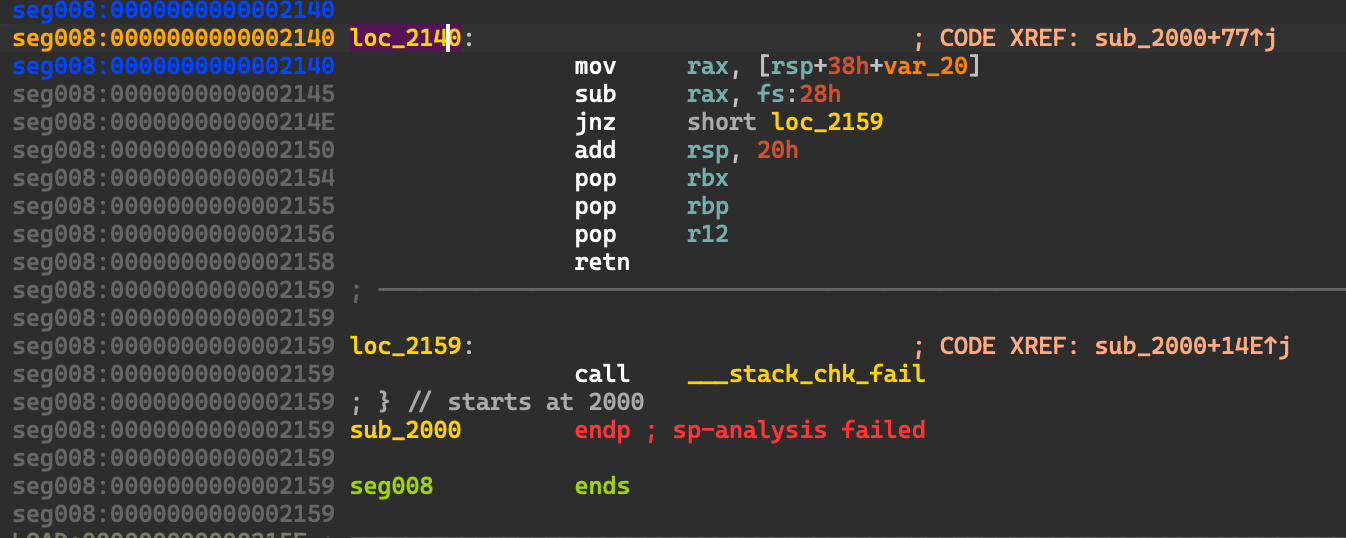 seg008:0000000000002140
seg008:0000000000002140 loc_2140: ; CODE XREF: sub_2000+77↑j
seg008:0000000000002140 mov rax, [rsp+38h+var_20]
seg008:0000000000002145 sub rax, fs:28h
seg008:000000000000214E jnz short loc_2159
seg008:0000000000002150 add rsp, 20h
seg008:0000000000002154 pop rbx
seg008:0000000000002155 pop rbp
seg008:0000000000002156 pop r12
seg008:0000000000002158 retn
seg008:0000000000002159 ; ───────────────────────────────────────────────
seg008:0000000000002159
seg008:0000000000002159 loc_2159: ; CODE XREF: sub_2000+14E↑j
seg008:0000000000002159 call ___stack_chk_fail
seg008:0000000000002159 ; } // starts at 2000
seg008:0000000000002159 sub_2000 endp ; sp-analysis failed
seg008:0000000000002159
seg008:0000000000002159 seg008 ends
seg008:0000000000002159